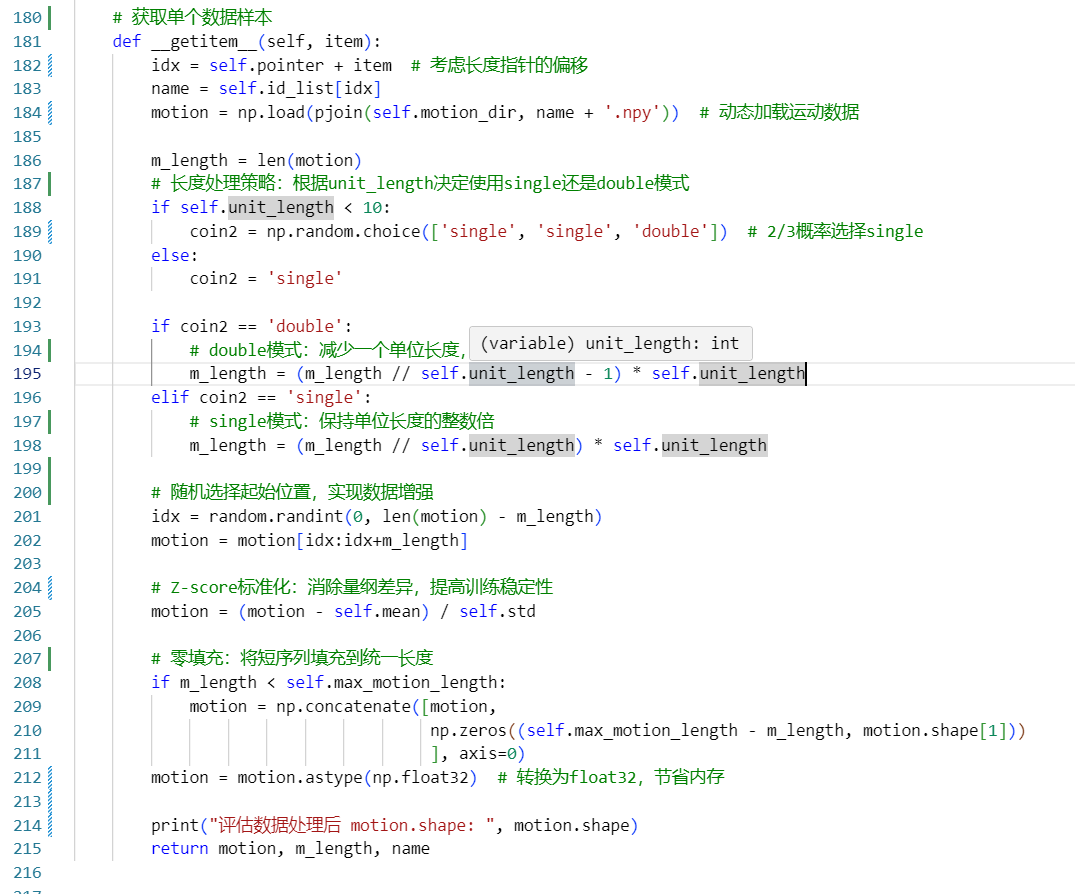 180 # 获取单个数据样本
181 def __getitem__(self, item):
182 idx = self.pointer + item # 考虑长度指针的偏移
183 name = self.id_list[idx]
184 motion = np.load(pjoin(self.motion_dir, name + '.npy')) # 动态加载运动数据
185
186 m_length = len(motion)
187 # 长度处理策略：根据unit_length决定使用single还是double模式
188 if self.unit_length < 10:
189 coin2 = np.random.choice(['single', 'single', 'double']) # 2/3概率选择single
190 else:
191 coin2 = 'single'
192
193 if coin2 == 'double':
194 # double模式：减少一个单位长度，
(variable) unit_length: int
195 m_length = (m_length // self.unit_length - 1) * self.unit_length
196 elif coin2 == 'single':
197 # single模式：保持单位长度的整数倍
198 m_length = (m_length // self.unit_length) * self.unit_length
199
200 # 随机选择起始位置，实现数据增强
201 idx = random.randint(0, len(motion) - m_length)
202 motion = motion[idx:idx+m_length]
203
204 # Z-score标准化：消除量纲差异，提高训练稳定性
205 motion = (motion - self.mean) / self.std
206
207 # 零填充：将短序列填充到统一长度
208 if m_length < self.max_motion_length:
209 motion = np.concatenate([motion,
210 np.zeros((self.max_motion_length - m_length, motion.shape[1]))
211 ], axis=0)
212 motion = motion.astype(np.float32) # 转换为float32，节省内存
213
214 print("评估数据处理后 motion.shape: ", motion.shape)
215 return motion, m_length, name
216